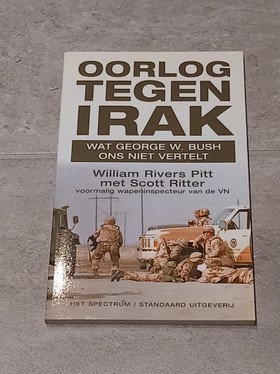 OORLOG
TEGEN
IRAK
WAT GEORGE W. BUSH
ONS NIET VERTELT
William Rivers Pitt
met Scott Ritter
voormalig wapeninspecteur van de VN
HET SPECTRUM | STANDAARD UITGEVERIJ